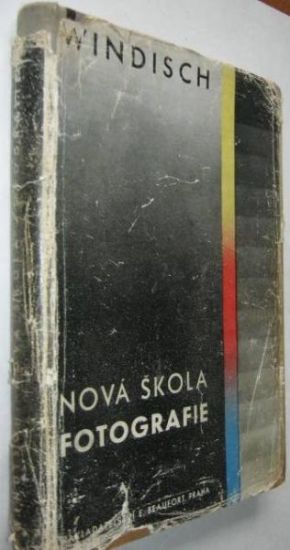 WINDISCH
NOVÁ ŠKOLA
FOTOGRAFIE
E. BEAUFORT, PRAHA